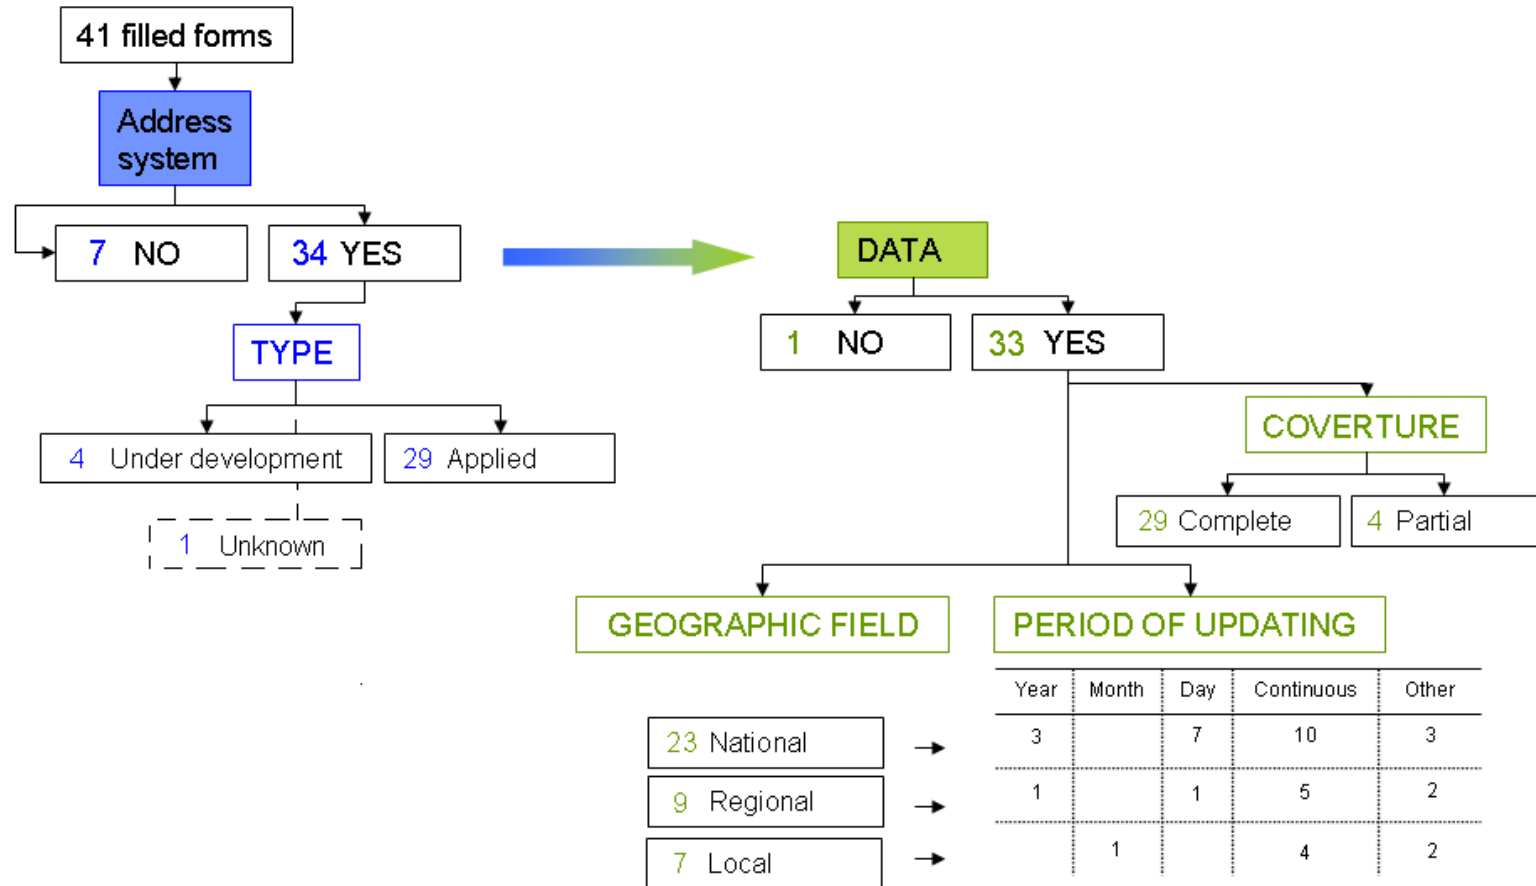 41 filled forms
Address
system
7 NO
34 YES
TYPE
4 Under development
29 Applied
1 Unknown
DATA
1 NO
33 YES
COVERTURE
29 Complete
4 Partial
GEOGRAPHIC FIELD
PERIOD OF UPDATING
Year Month Day Continuous Other
23 National
3 7 10 3
9 Regional
1 1 5 2
7 Local
1 4 2